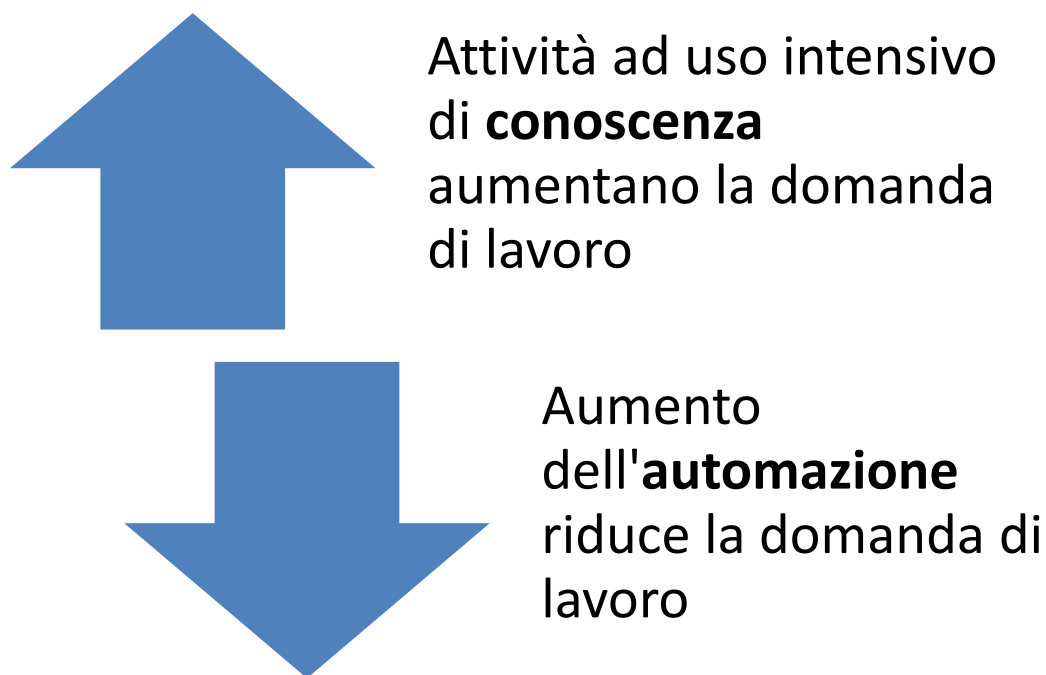 Attività ad uso intensivo
di conoscenza
aumentano la domanda
di lavoro
Aumento
dell'automazione
riduce la domanda di
lavoro